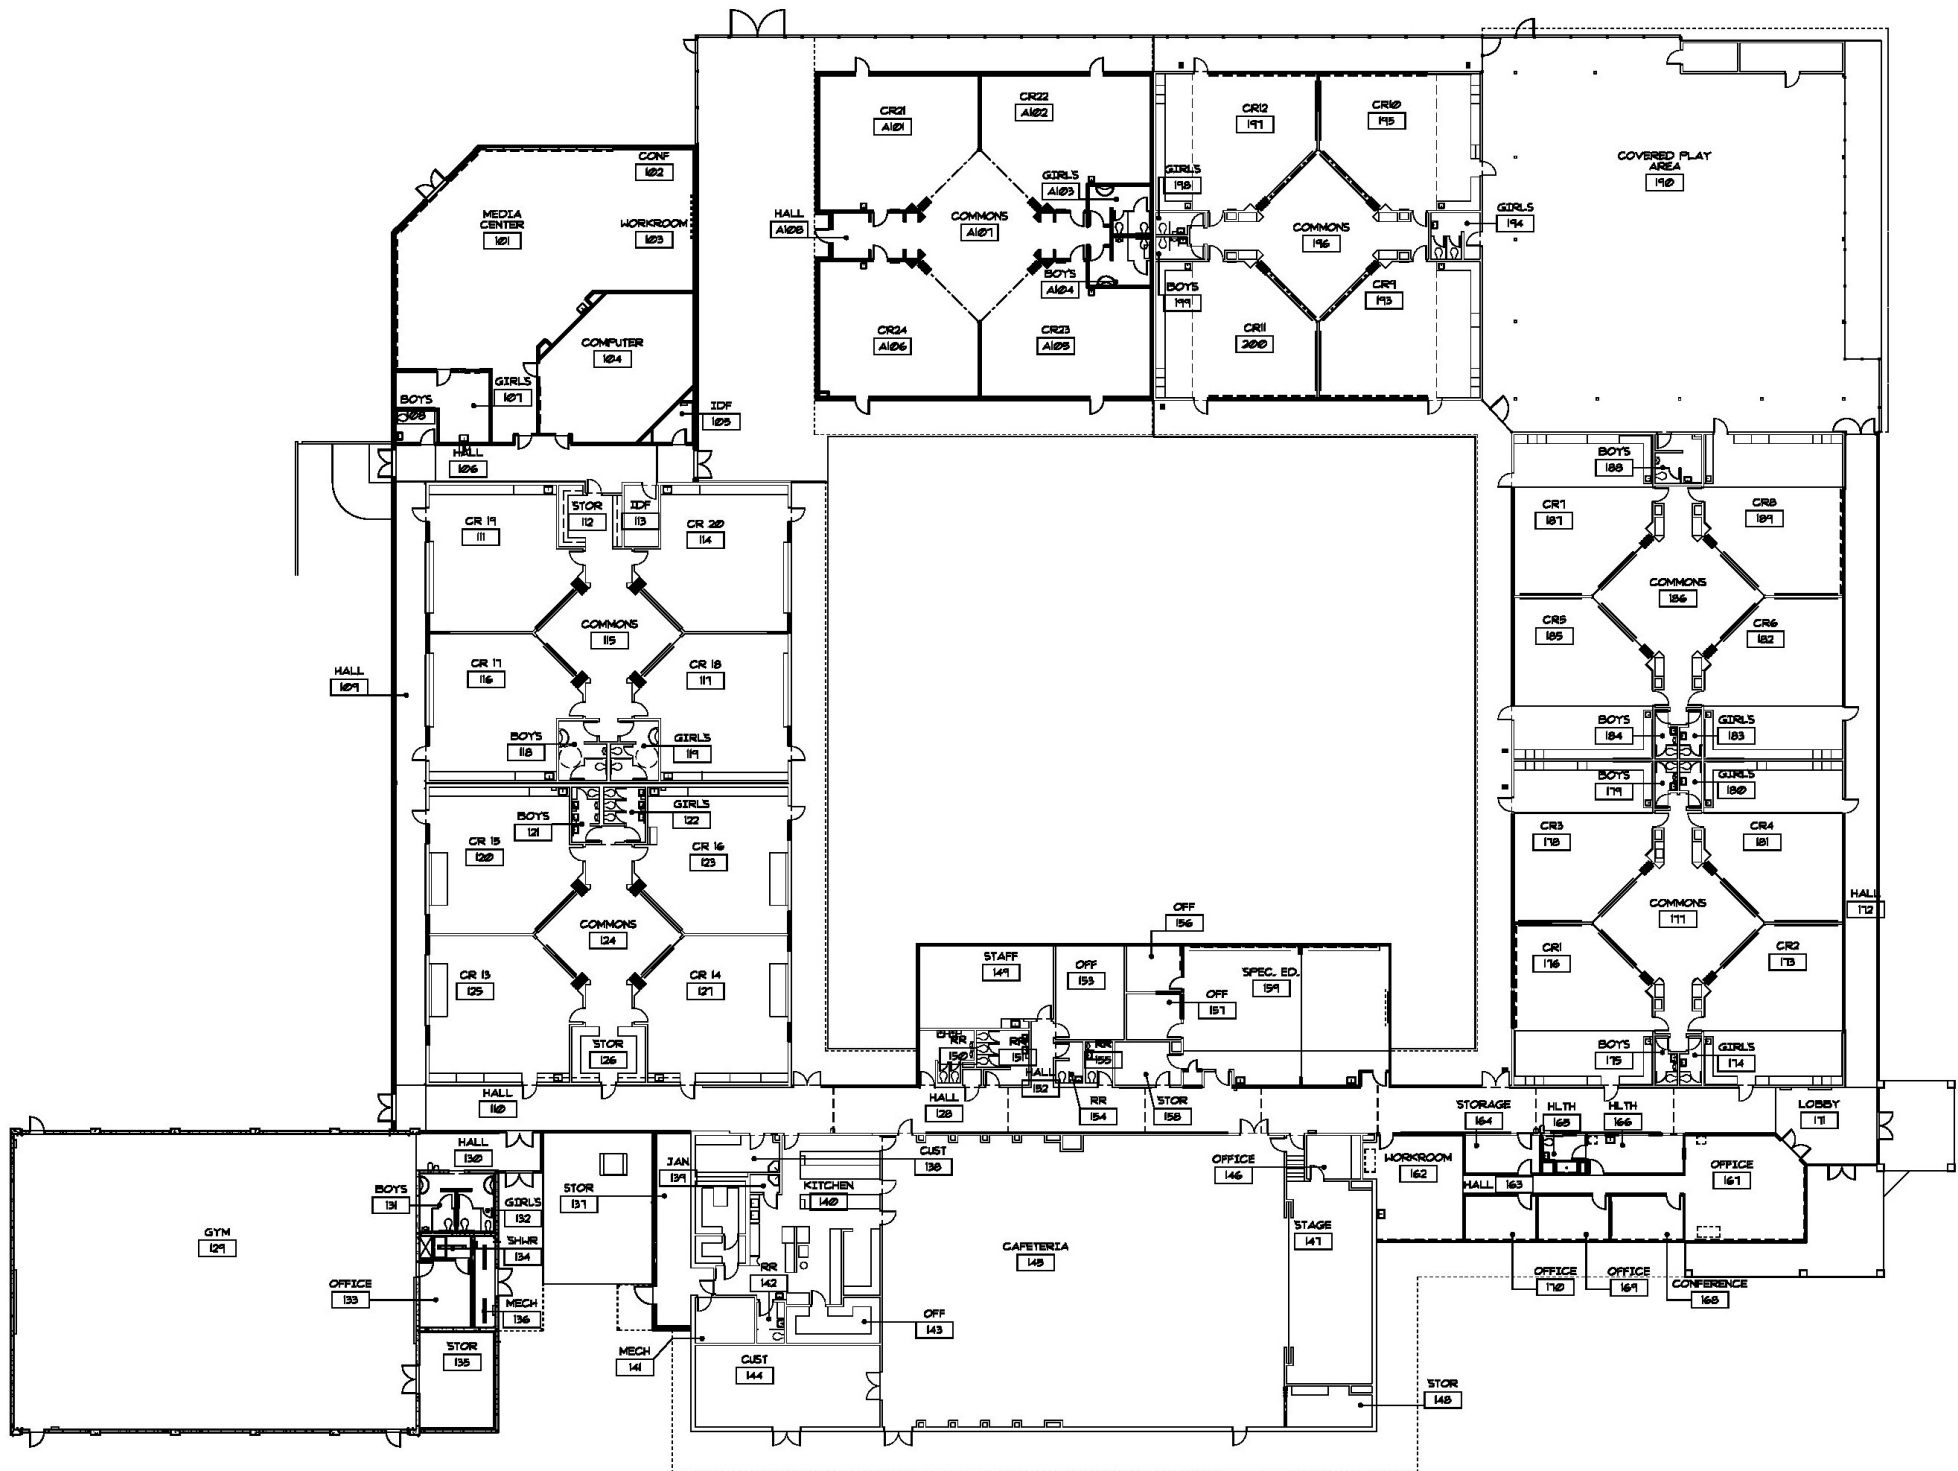 CR21
A101
CR22
A102
CR12
197
CR10
195
COVERED PLAY
AREA
190
CONF
102
MEDIA
CENTER
101
WORKROOM
103
HALL
A108
COMMONS
A107
GIRLS
A103
BOYS
A104
GIRLS
198
BOYS
199
COMMONS
196
GIRLS
194
CR24
A106
CR23
A105
CR11
200
CR9
193
COMPUTER
104
GIRLS
107
BOYS
108
IDF
105
HALL
106
BOYS
188
CR 19
111
STOR
112
IDF
113
CR 20
114
CR7
187
CR8
189
COMMONS
115
COMMONS
186
CR5
185
CR6
182
HALL
109
CR 17
116
CR 18
117
BOYS
118
GIRLS
119
BOYS
184
GIRLS
183
BOYS
179
GIRLS
180
BOYS
121
GIRLS
122
CR 15
120
CR 16
123
CR3
178
CR4
181
COMMONS
124
COMMONS
177
HALL
172
CR 13
125
CR 14
127
CR1
176
CR2
173
OFF
156
STAFF
149
OFF
153
OFF
157
SPEC. ED.
159
STOR
126
RR
150
RR
151
HALL
152
RR
155
BOYS
175
GIRLS
174
HALL
110
HALL
128
RR
154
STOR
158
STORAGE
164
HLTH
165
HLTH
166
LOBBY
171
HALL
130
JAN
139
CUST
138
OFFICE
146
WORKROOM
162
HALL
163
OFFICE
167
BOYS
131
GIRLS
132
STOR
137
KITCHEN
140
GYM
129
SHWR
134
CAFETERIA
145
STAGE
147
OFFICE
133
MECH
136
RR
142
OFF
143
OFFICE
170
OFFICE
169
CONFERENCE
168
STOR
135
MECH
141
CUST
144
STOR
148